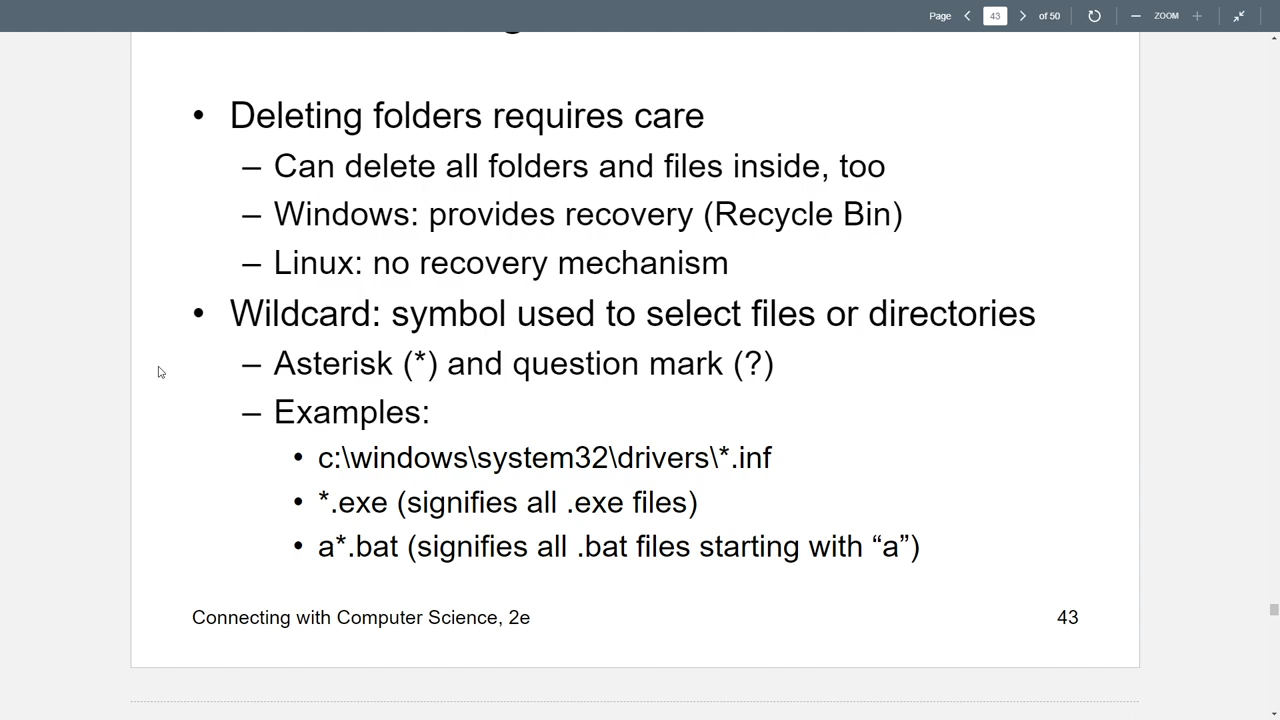 Page 43 of 50 ZOOM
• Deleting folders requires care
– Can delete all folders and files inside, too
– Windows: provides recovery (Recycle Bin)
– Linux: no recovery mechanism
• Wildcard: symbol used to select files or directories
– Asterisk (*) and question mark (?)
– Examples:
• c:\windows\system32\drivers\*.inf
• *.exe (signifies all .exe files)
• a*.bat (signifies all .bat files starting with “a”)
Connecting with Computer Science, 2e 43